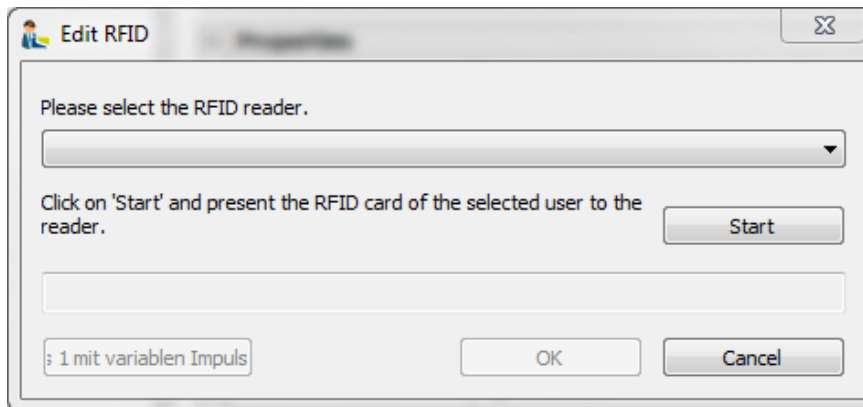 Edit RFID
Properties
Please select the RFID reader.
Click on 'Start' and present the RFID card of the selected user to the
reader.
Start
s 1 mit variablen Impuls
OK
Cancel